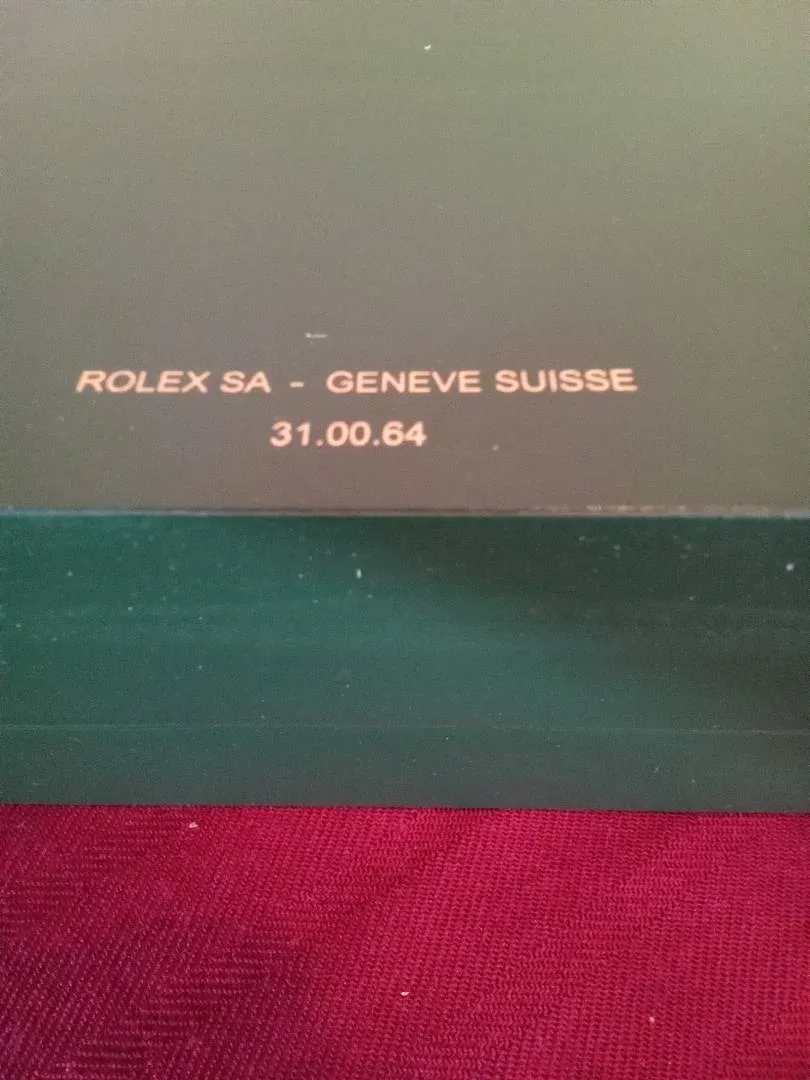 ROLEX SA - GENEVE SUISSE
31.00.64